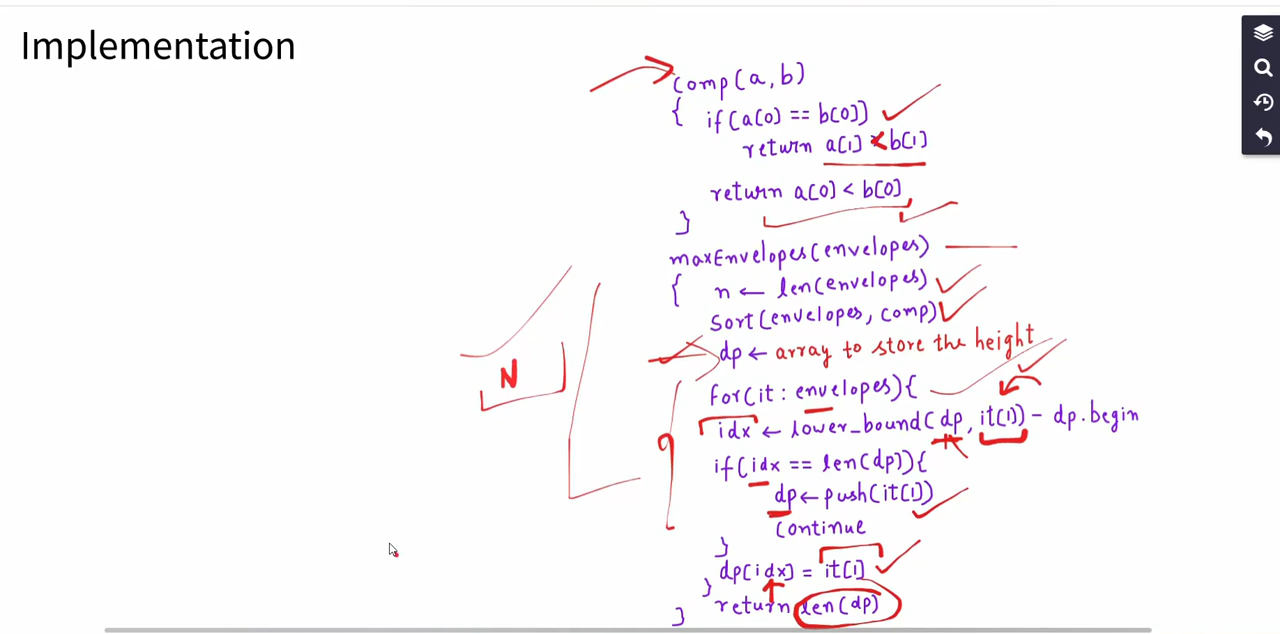 Implementation
comp(a,b)
{ if(a[0] == b[0])
return a[1] < b[1]
return a[0] < b[0],
}
maxEnvelopes(envelopes)
{ n ← len(envelopes)
Sort(envelopes, comp)
dp ← array to store the height
for(it : envelopes){
idx ← lower_bound(dp, it[1]) - dp.begin
if(idx == len(dp)){
dp ← push(it[1])
Continue
}
dp[idx] = it[1]
}
return len(dp)
}
N